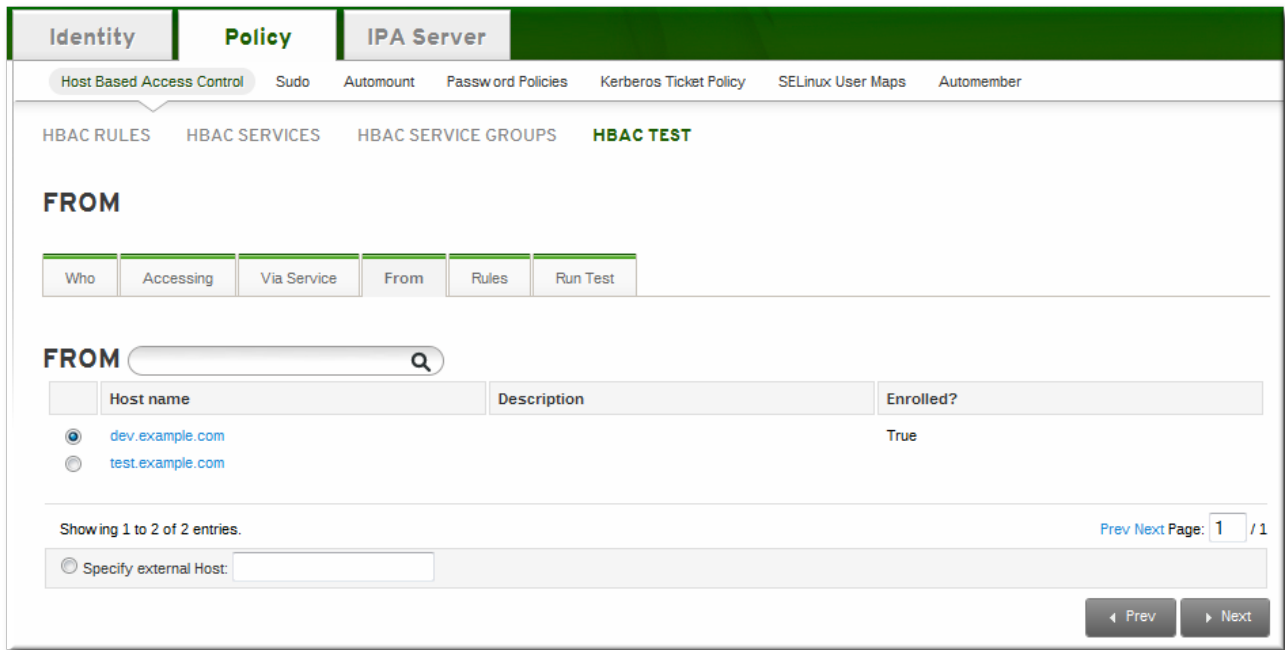 Identity Policy IPA Server
Host Based Access Control Sudo Automount Password Policies Kerberos Ticket Policy SELinux User Maps Automember
HBAC RULES HBAC SERVICES HBAC SERVICE GROUPS HBAC TEST
FROM
Who Accessing Via Service From Rules Run Test
FROM
Host name Description Enrolled?
dev.example.com True
test.example.com
Showing 1 to 2 of 2 entries. Prev Next Page: 1 / 1
Specify external Host:
Prev Next